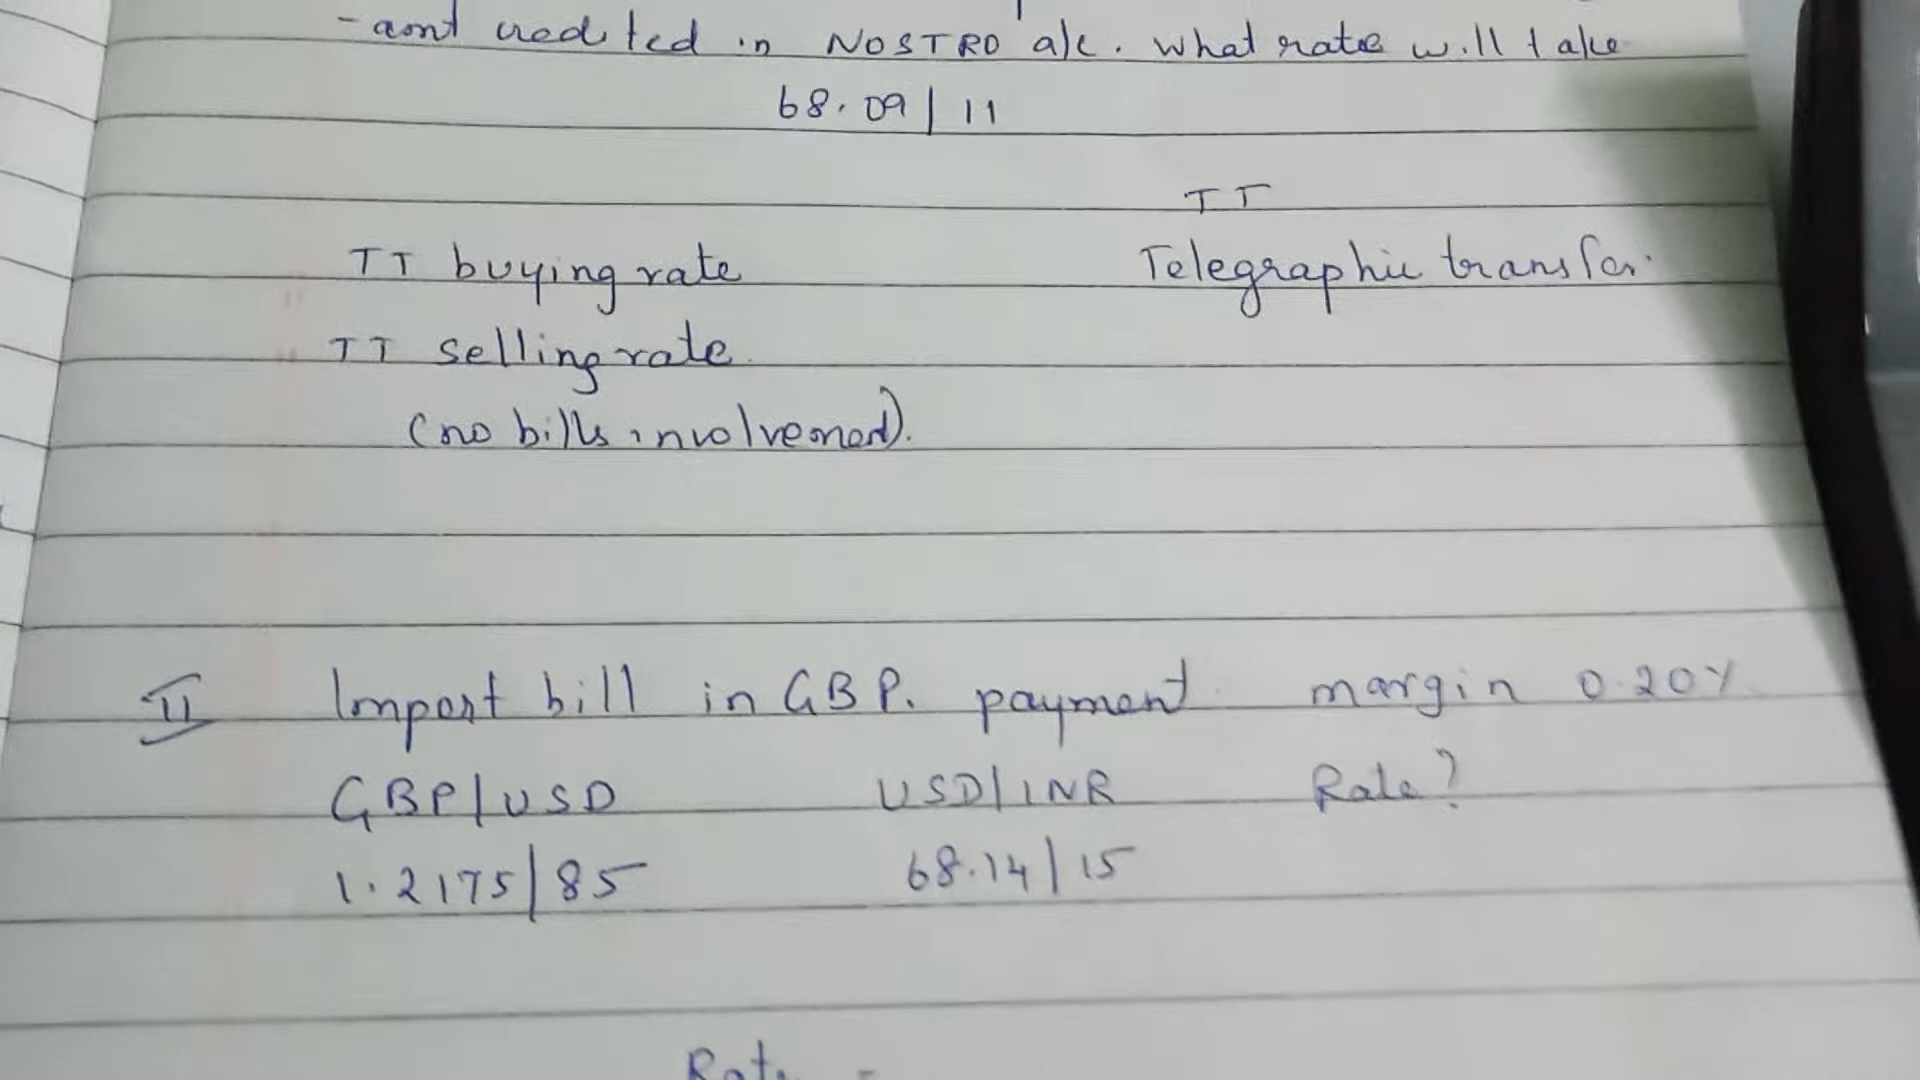 - amt credited in NOSTRO a/c. what rate will take
68.09 | 11
TT
TT buying rate Telegraphic transfer.
TT selling rate
(no bills involvement).
II Import bill in GBP. payment margin 0.20%
GBP/USD USD/INR Rate?
1.2175/85 68.14/15
Rate =